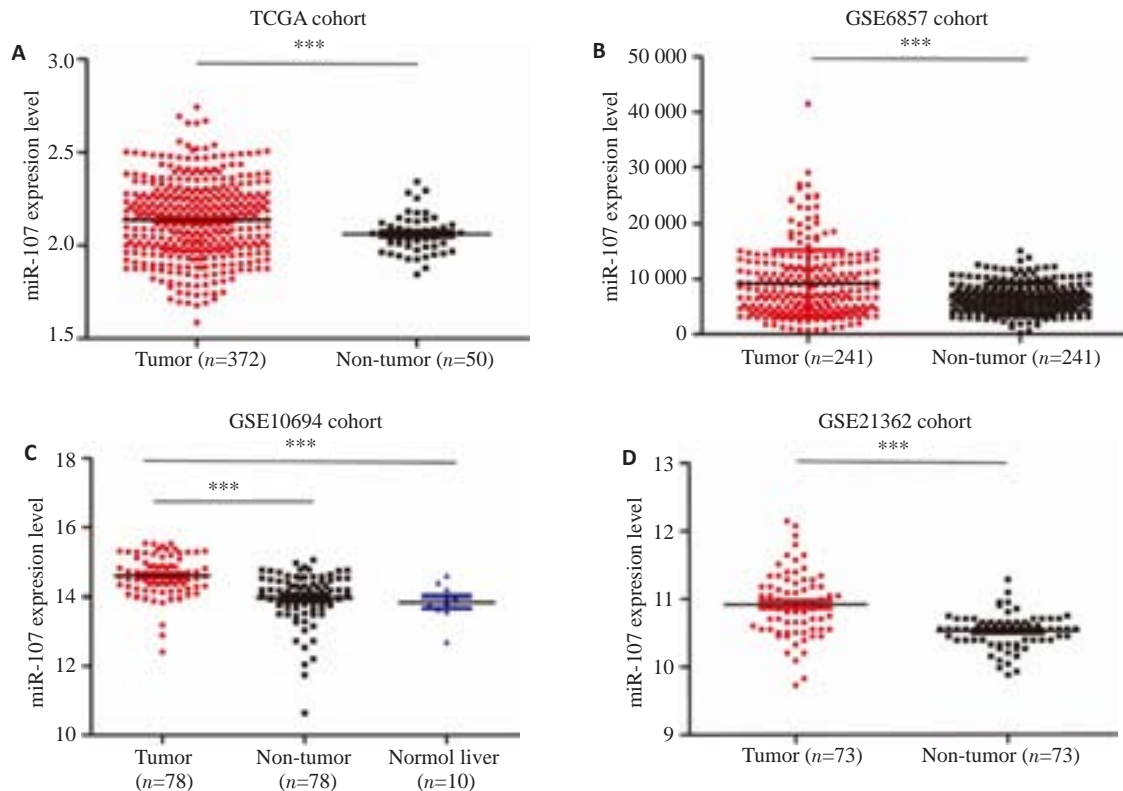 TCGA cohort
A
***
miR-107 expresion level
3.0
2.5
2.0
1.5
Tumor (n=372)
Non-tumor (n=50)
GSE6857 cohort
B
***
miR-107 expresion level
50 000
40 000
30 000
20 000
10 000
0
Tumor (n=241)
Non-tumor (n=241)
GSE10694 cohort
C
***
***
miR-107 expresion level
18
16
14
12
10
Tumor
(n=78)
Non-tumor
(n=78)
Normol liver
(n=10)
GSE21362 cohort
D
***
miR-107 expresion level
13
12
11
10
9
Tumor (n=73)
Non-tumor (n=73)